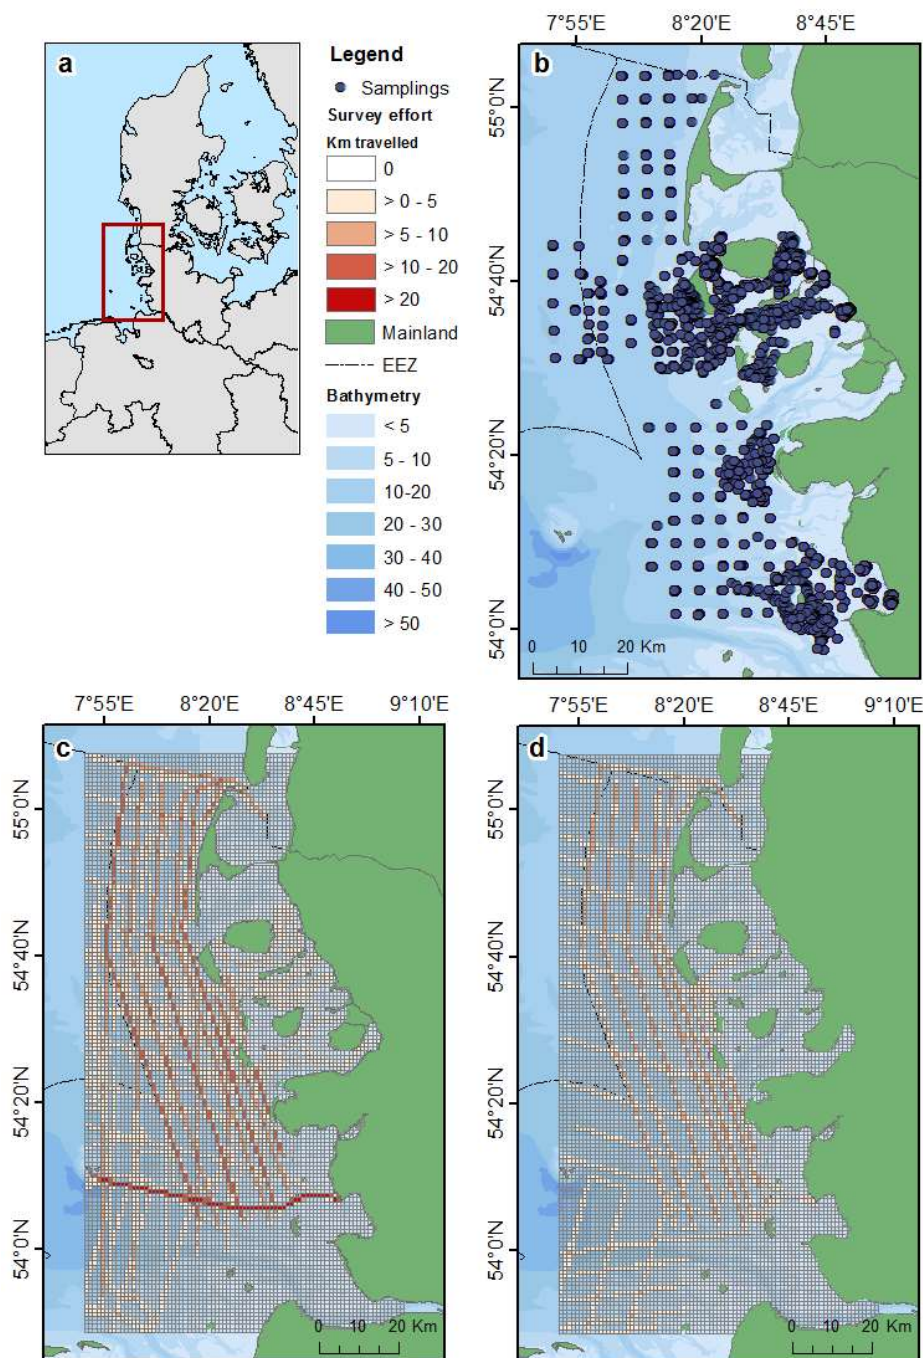 7°55'E 8°20'E 8°45'E
a
Legend
Samplings
Survey effort
Km travelled
0
> 0 - 5
> 5 - 10
> 10 - 20
> 20
Mainland
EEZ
Bathymetry
< 5
5 - 10
10-20
20 - 30
30 - 40
40 - 50
> 50
b
55°0'N
54°40'N
54°20'N
54°0'N
0 10 20 Km
7°55'E 8°20'E 8°45'E 9°10'E
c
55°0'N
54°40'N
54°20'N
54°0'N
0 10 20 Km
7°55'E 8°20'E 8°45'E 9°10'E
d
55°0'N
54°40'N
54°20'N
54°0'N
0 10 20 Km